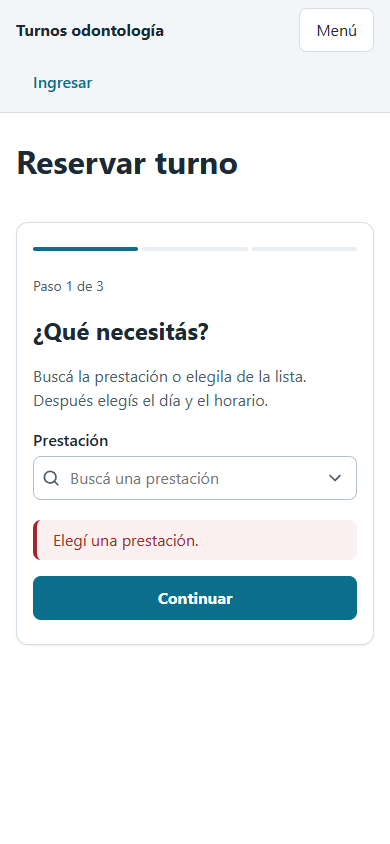 Turnos odontología
Menú
Ingresar
Reservar turno
Paso 1 de 3
¿Qué necesitás?
Buscá la prestación o elegila de la lista.
Después elegís el día y el horario.
Prestación
Buscá una prestación
Elegí una prestación.
Continuar